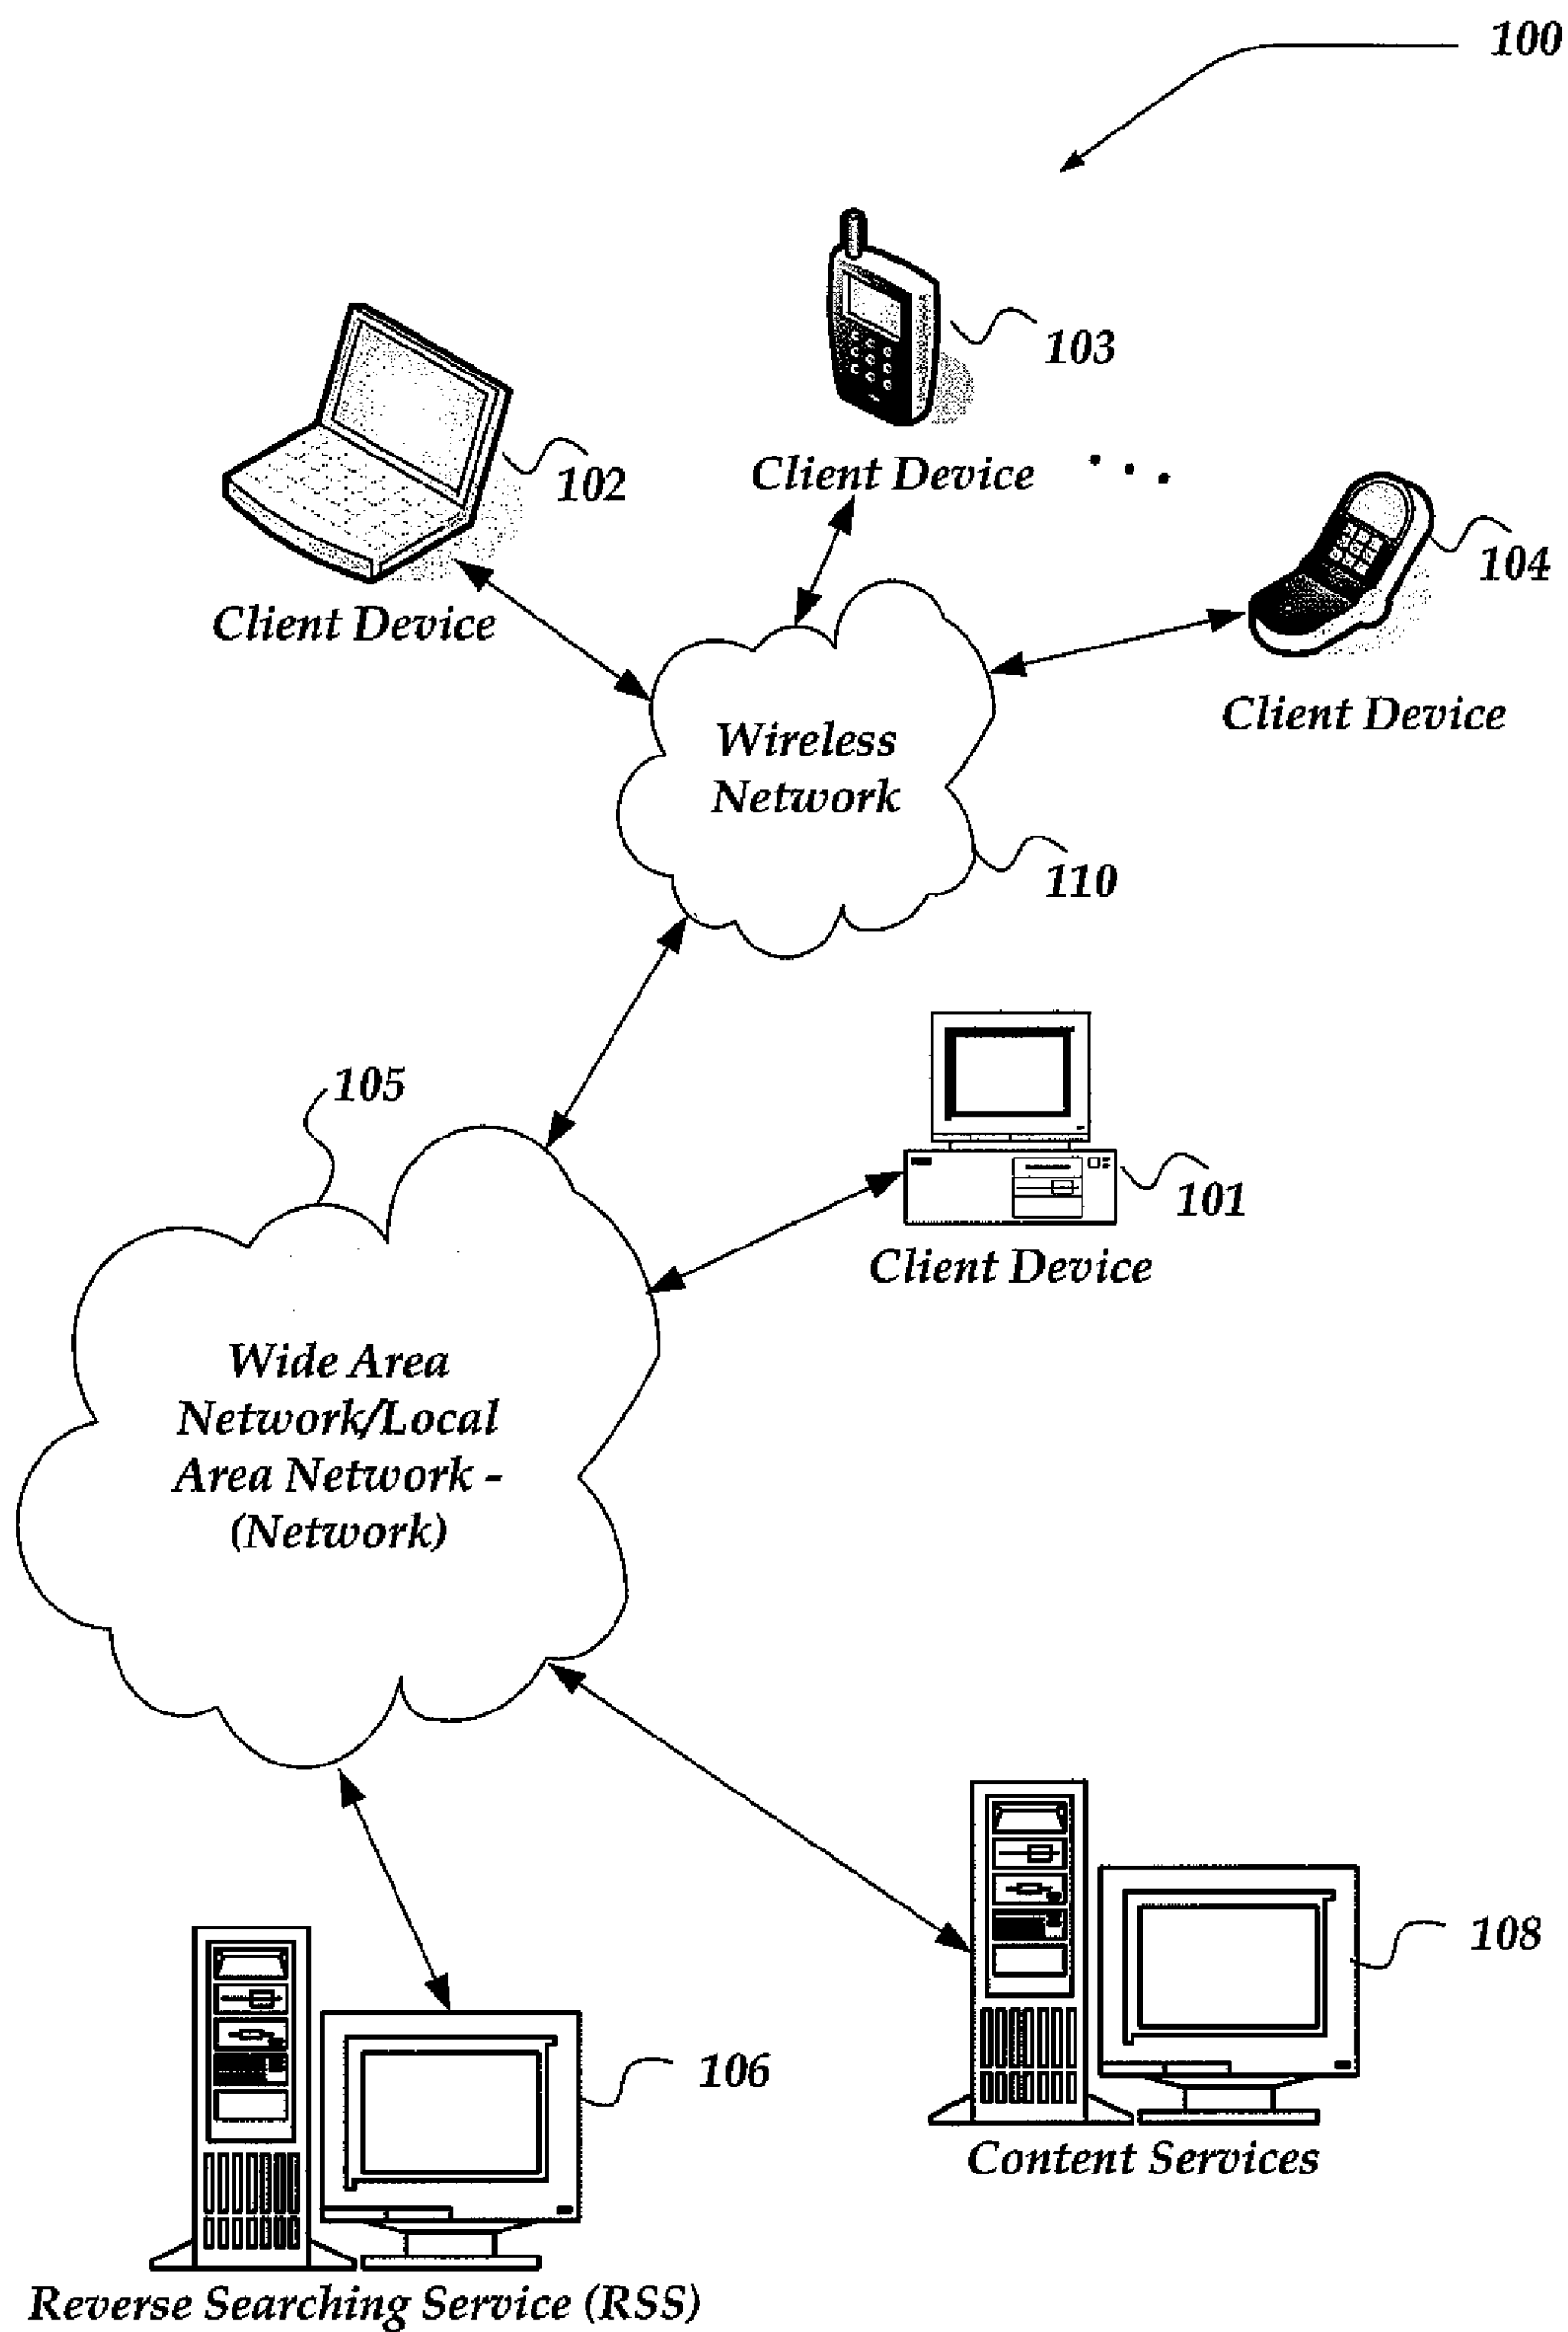 100
103
Client Device
102
Client Device
104
Client Device
Wireless
Network
110
105
101
Client Device
Wide Area
Network/Local
Area Network -
(Network)
108
Content Services
106
Reverse Searching Service (RSS)